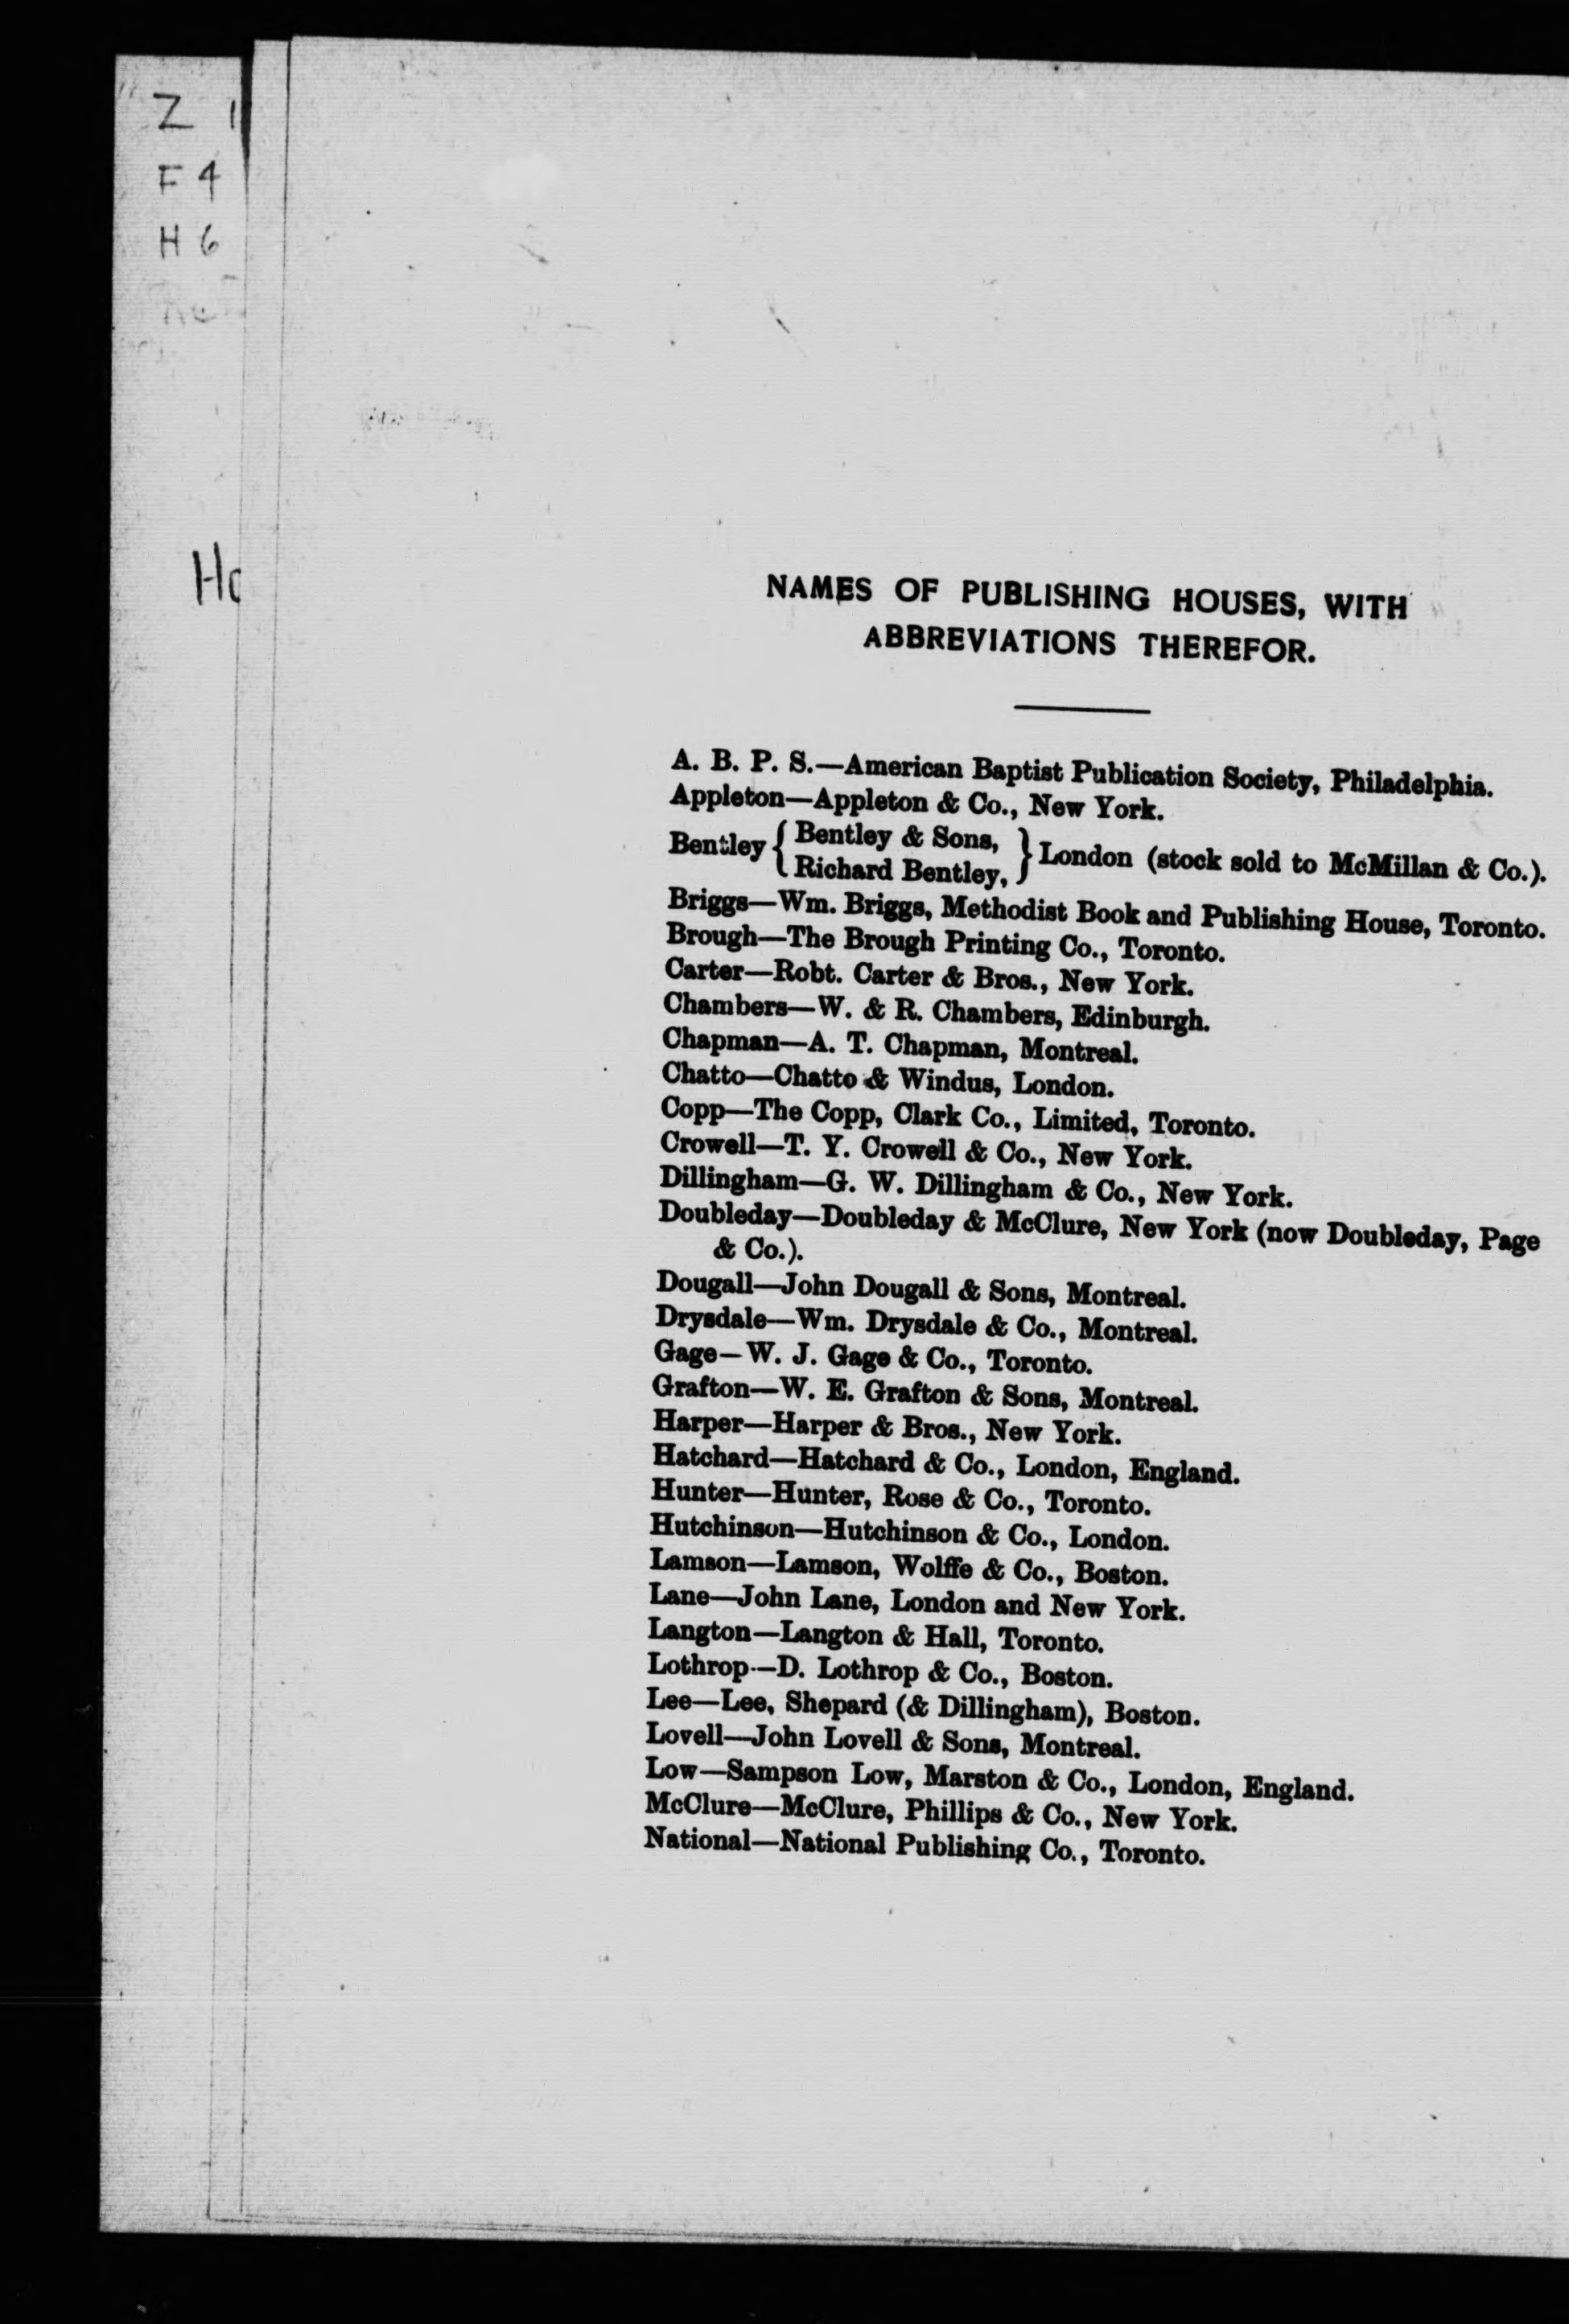 Z 1
F 4
H 6
NAMES OF PUBLISHING HOUSES, WITH
ABBREVIATIONS THEREFOR.
A. B. P. S.—American Baptist Publication Society, Philadelphia.
Appleton—Appleton & Co., New York.
Bentley { Bentley & Sons, Richard Bentley, } London (stock sold to McMillan & Co.).
Briggs—Wm. Briggs, Methodist Book and Publishing House, Toronto.
Brough—The Brough Printing Co., Toronto.
Carter—Robt. Carter & Bros., New York.
Chambers—W. & R. Chambers, Edinburgh.
Chapman—A. T. Chapman, Montreal.
Chatto—Chatto & Windus, London.
Copp—The Copp, Clark Co., Limited, Toronto.
Crowell—T. Y. Crowell & Co., New York.
Dillingham—G. W. Dillingham & Co., New York.
Doubleday—Doubleday & McClure, New York (now Doubleday, Page
& Co.).
Dougall—John Dougall & Sons, Montreal.
Drysdale—Wm. Drysdale & Co., Montreal.
Gage—W. J. Gage & Co., Toronto.
Grafton—W. E. Grafton & Sons, Montreal.
Harper—Harper & Bros., New York.
Hatchard—Hatchard & Co., London, England.
Hunter—Hunter, Rose & Co., Toronto.
Hutchinson—Hutchinson & Co., London.
Lamson—Lamson, Wolffe & Co., Boston.
Lane—John Lane, London and New York.
Langton—Langton & Hall, Toronto.
Lothrop—D. Lothrop & Co., Boston.
Lee—Lee, Shepard (& Dillingham), Boston.
Lovell—John Lovell & Sons, Montreal.
Low—Sampson Low, Marston & Co., London, England.
McClure—McClure, Phillips & Co., New York.
National—National Publishing Co., Toronto.